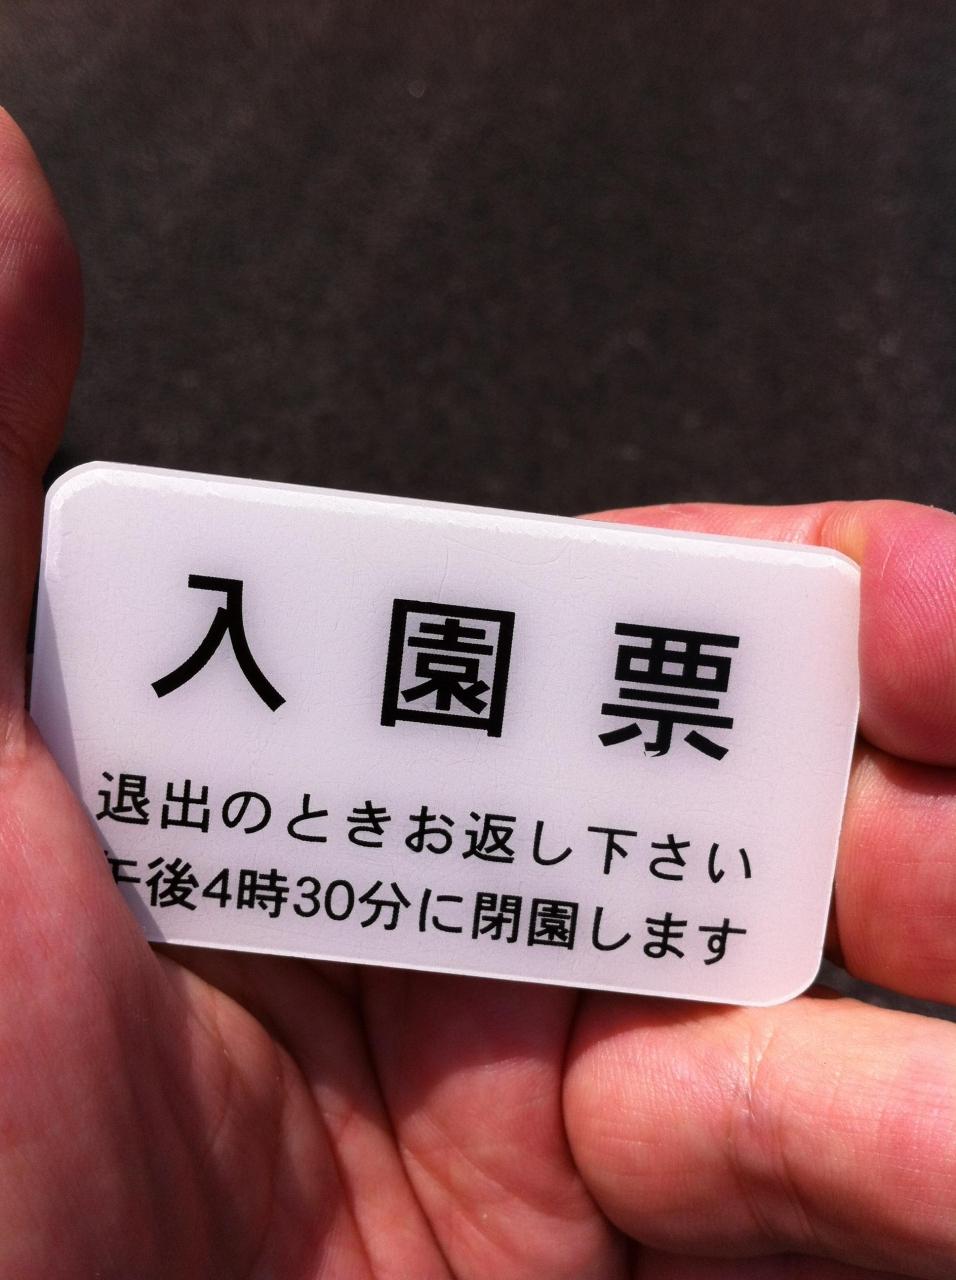 入園票
退出のときお返し下さい
午後4時30分に閉園します